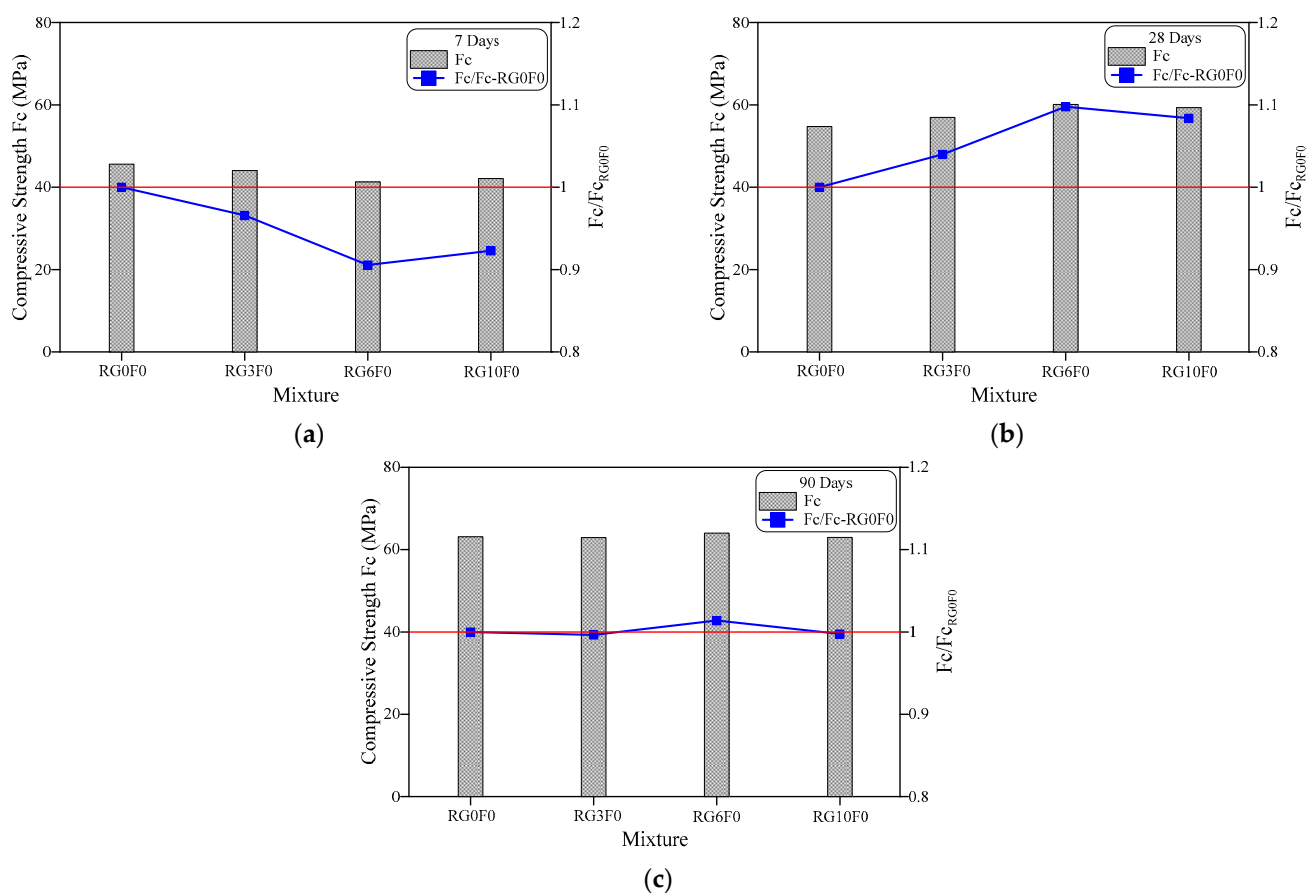 80
60
40
20
0
Compressive Strength Fc (MPa)
7 Days
Fc
Fc/Fc-RG0F0
1.2
1.1
1
0.9
0.8
Fc/FcRG0F0
RG0F0 RG3F0 RG6F0 RG10F0
Mixture
(a)
80
60
40
20
0
Compressive Strength Fc (MPa)
28 Days
Fc
Fc/Fc-RG0F0
1.2
1.1
1
0.9
0.8
Fc/FcRG0F0
RG0F0 RG3F0 RG6F0 RG10F0
Mixture
(b)
80
60
40
20
0
Compressive Strength Fc (MPa)
90 Days
Fc
Fc/Fc-RG0F0
1.2
1.1
1
0.9
0.8
Fc/FcRG0F0
RG0F0 RG3F0 RG6F0 RG10F0
Mixture
(c)